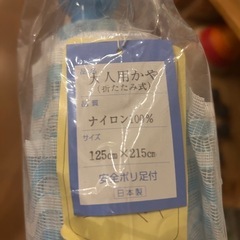 大人用かや
(折たたみ式)
品質
ナイロン100%
サイズ
125cm×215cm
安全ポリ足付
日本製